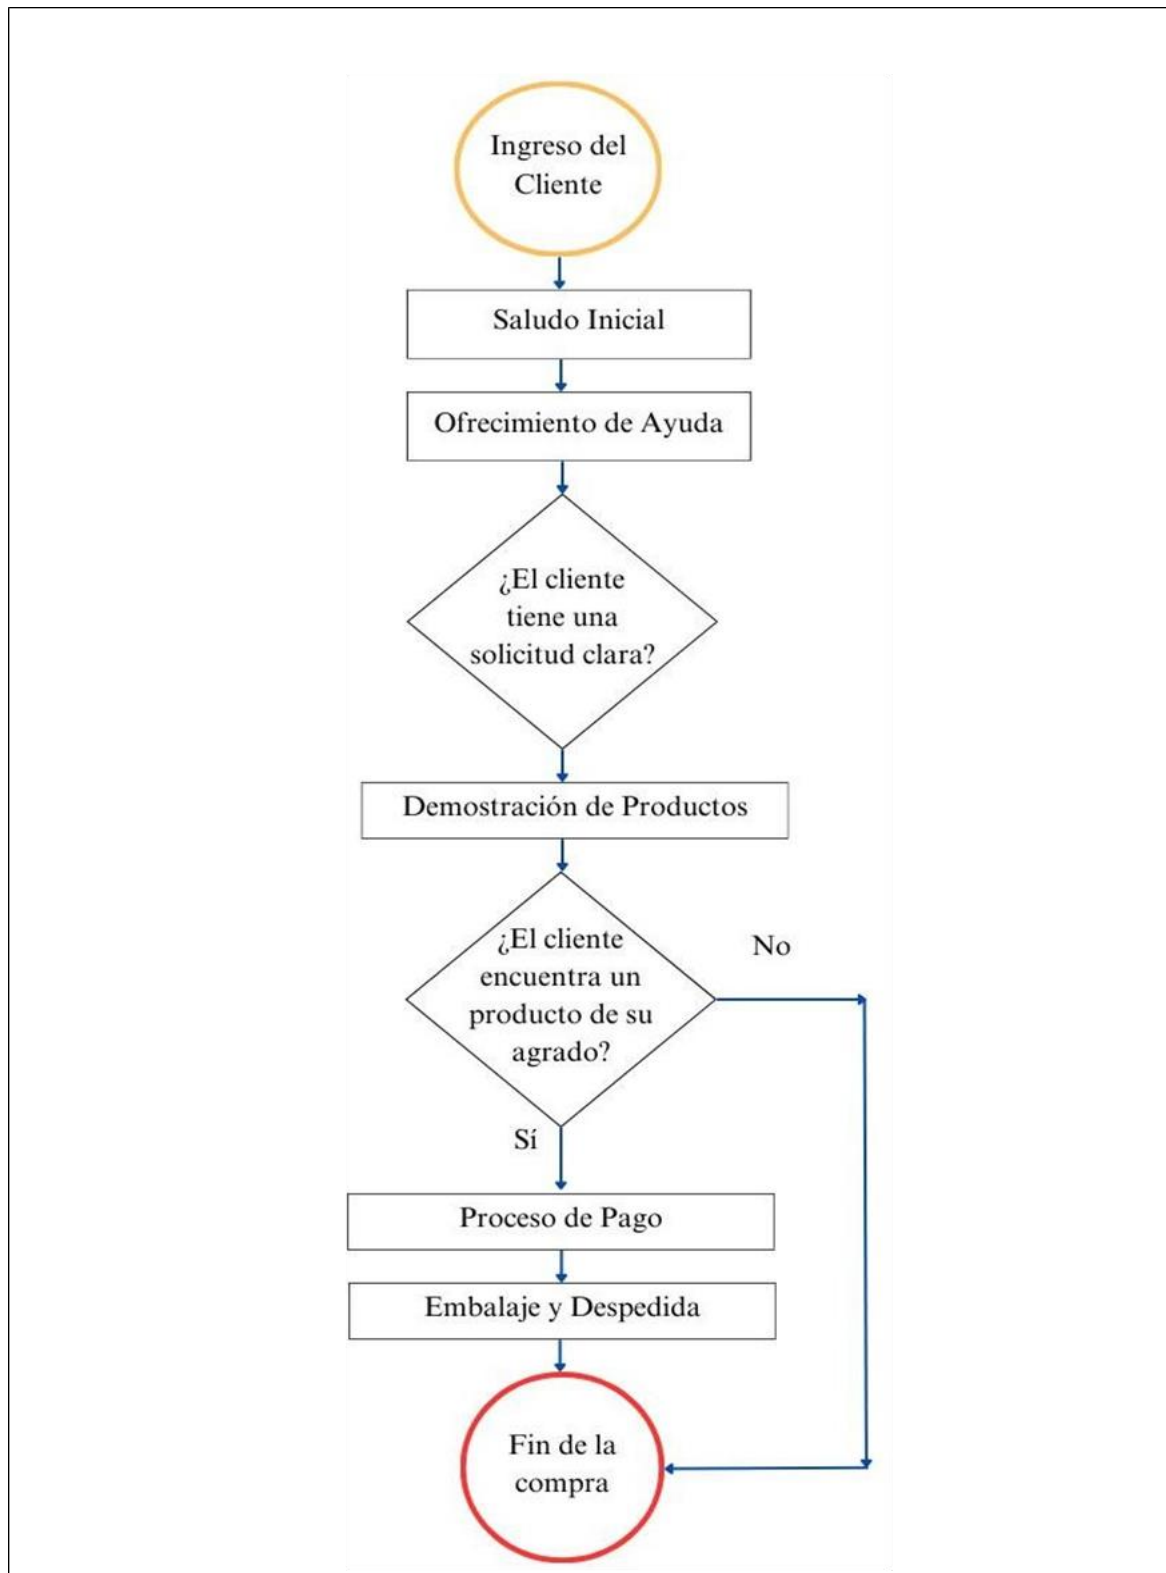 Ingreso del
Cliente
Saludo Inicial
Ofrecimiento de Ayuda
¿El cliente
tiene una
solicitud clara?
Demostración de Productos
¿El cliente
encuentra un
producto de su
agrado?
No
Sí
Proceso de Pago
Embalaje y Despedida
Fin de la
compra